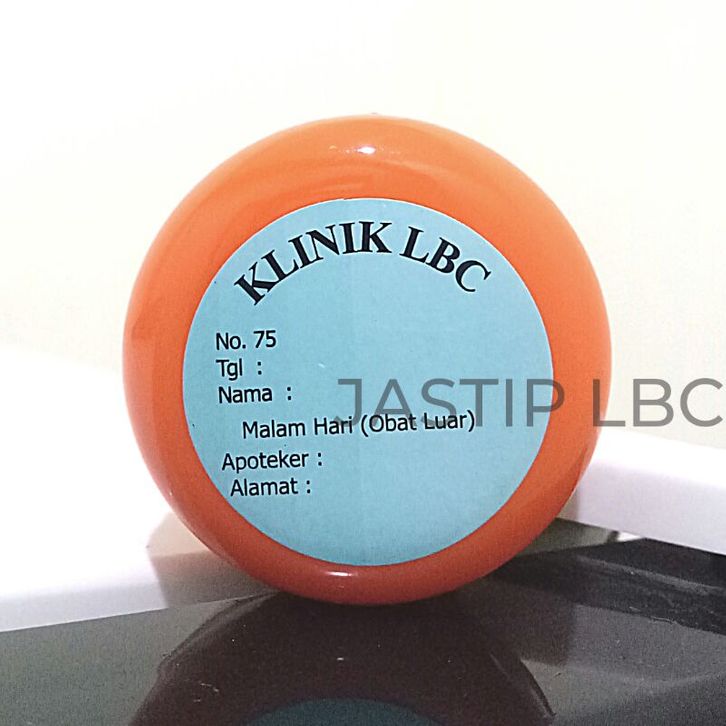 KLINIK LBC
No. 75
Tgl :
Nama :
JASTIP LBC
Malam Hari (Obat Luar)
Apoteker :
Alamat :